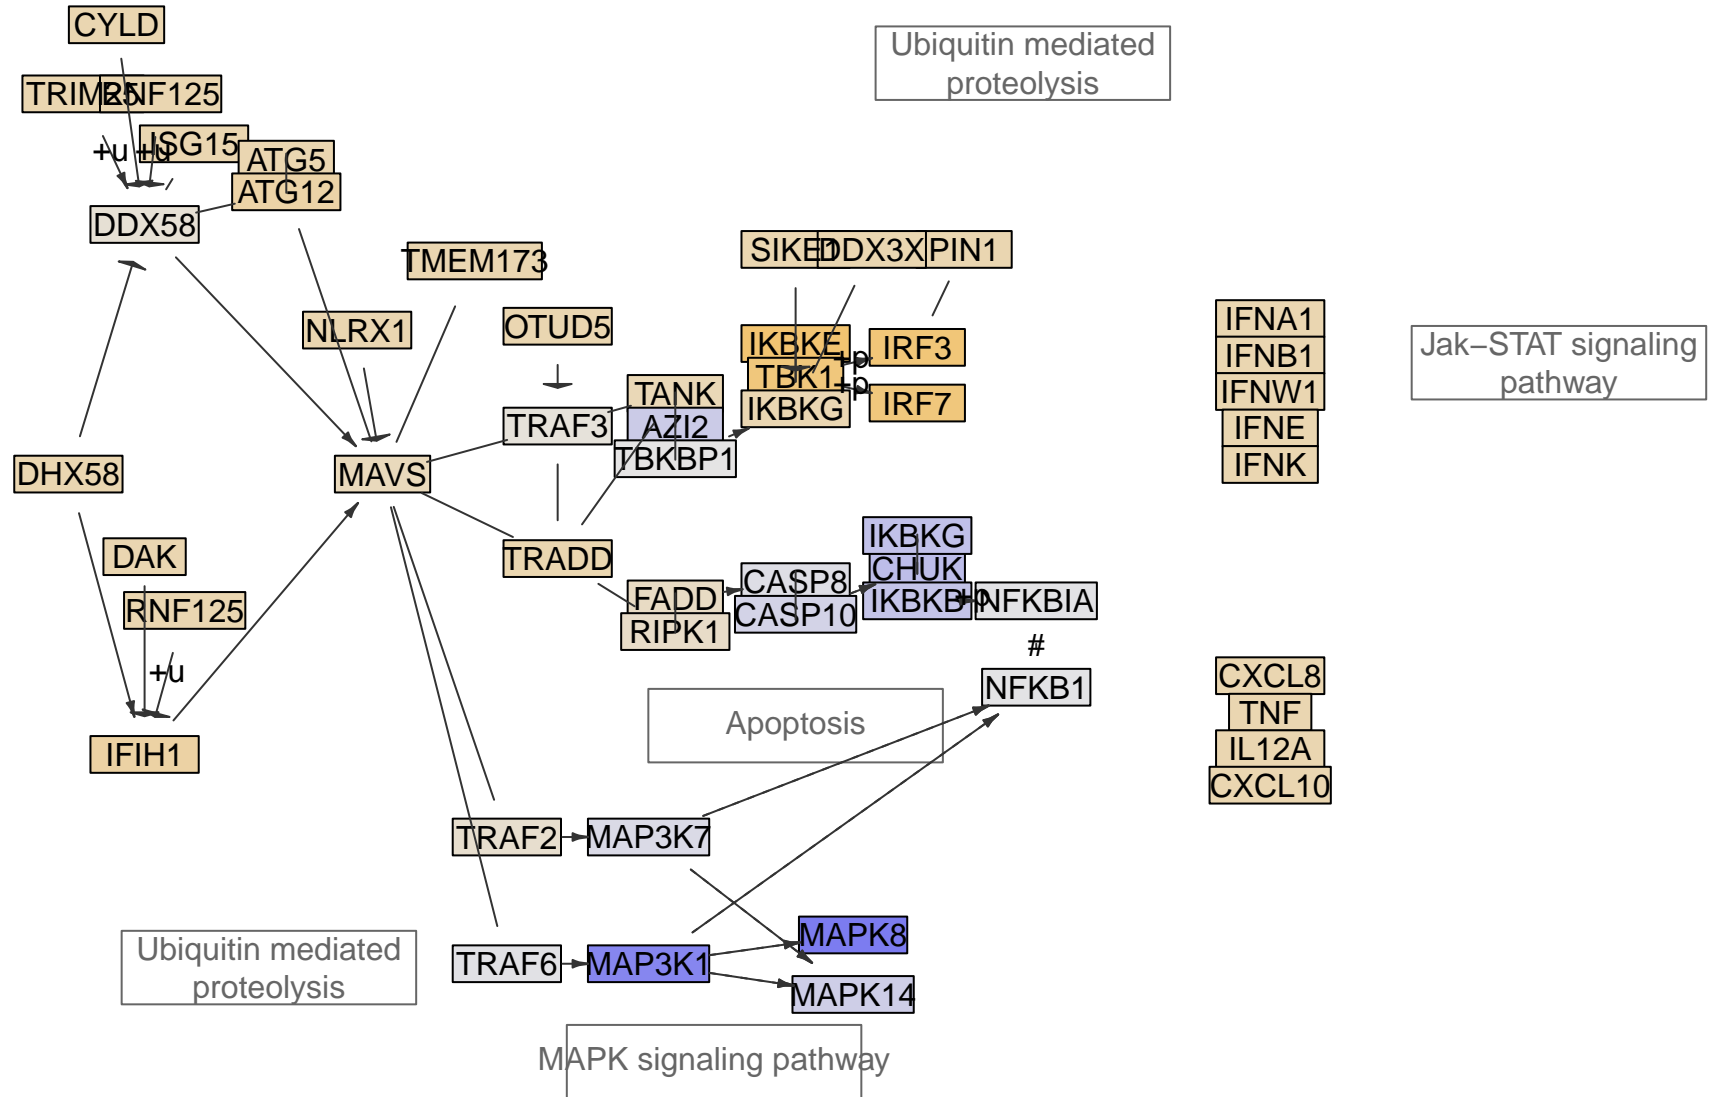 CYLD
Ubiquitin mediated
proteolysis
TRIM25
RNF125
ISG15
+u
+u
ATG5
ATG12
DDX58
TMEM173
SIKE1
DDX3X
PIN1
NLRX1
OTUD5
IKBKE
TBK1
IKBKG
+p
+p
IRF3
IRF7
IFNA1
IFNB1
IFNW1
IFNE
IFNK
Jak−STAT signaling
pathway
TANK
AZI2
TBKBP1
TRAF3
DHX58
MAVS
DAK
RNF125
+u
TRADD
FADD
RIPK1
CASP8
CASP10
IKBKG
CHUK
IKBKB
+p
NFKBIA
#
NFKB1
CXCL8
TNF
IL12A
CXCL10
Apoptosis
IFIH1
TRAF2
MAP3K7
MAPK8
Ubiquitin mediated
proteolysis
TRAF6
MAP3K1
MAPK14
MAPK signaling pathway